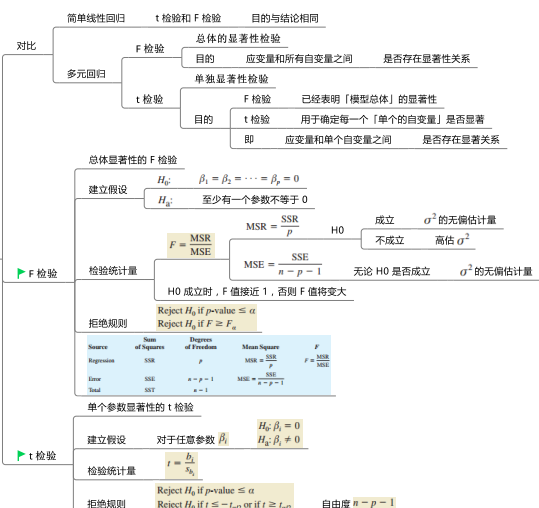 对比
简单线性回归 t 检验和 F 检验 目的与结论相同
多元回归
F 检验
总体的显著性检验
目的 应变量和所有自变量之间 是否存在显著性关系
t 检验
单独显著性检验
目的
F 检验 已经表明「模型总体」的显著性
t 检验 用于确定每一个「单个的自变量」是否显著
即 应变量和单个自变量之间 是否存在显著关系
F 检验
总体显著性的 F 检验
建立假设
H₀: β₁ = β₂ = ··· = βₚ = 0
Hₐ: 至少有一个参数不等于 0
检验统计量
F = MSR/MSE
MSR = SSR/p
H0
成立 σ² 的无偏估计量
不成立 高估 σ²
MSE = SSE/(n − p − 1) 无论 H0 是否成立 σ² 的无偏估计量
H0 成立时，F 值接近 1，否则 F 值将变大
拒绝规则
Reject H₀ if p-value ≤ α
Reject H₀ if F ≥ Fα
Source Sum of Squares Degrees of Freedom Mean Square F
Regression SSR p MSR = SSR/p F = MSR/MSE
Error SSE n − p − 1 MSE = SSE/(n − p − 1)
Total SST n − 1
t 检验
单个参数显著性的 t 检验
建立假设 对于任意参数 βᵢ
H₀: βᵢ = 0
Hₐ: βᵢ ≠ 0
检验统计量
t = bᵢ/s_bᵢ
拒绝规则
Reject H₀ if p-value ≤ α
Reject H₀ if t ≤ −tα/2 or if t ≥ tα/2
自由度 n − p − 1